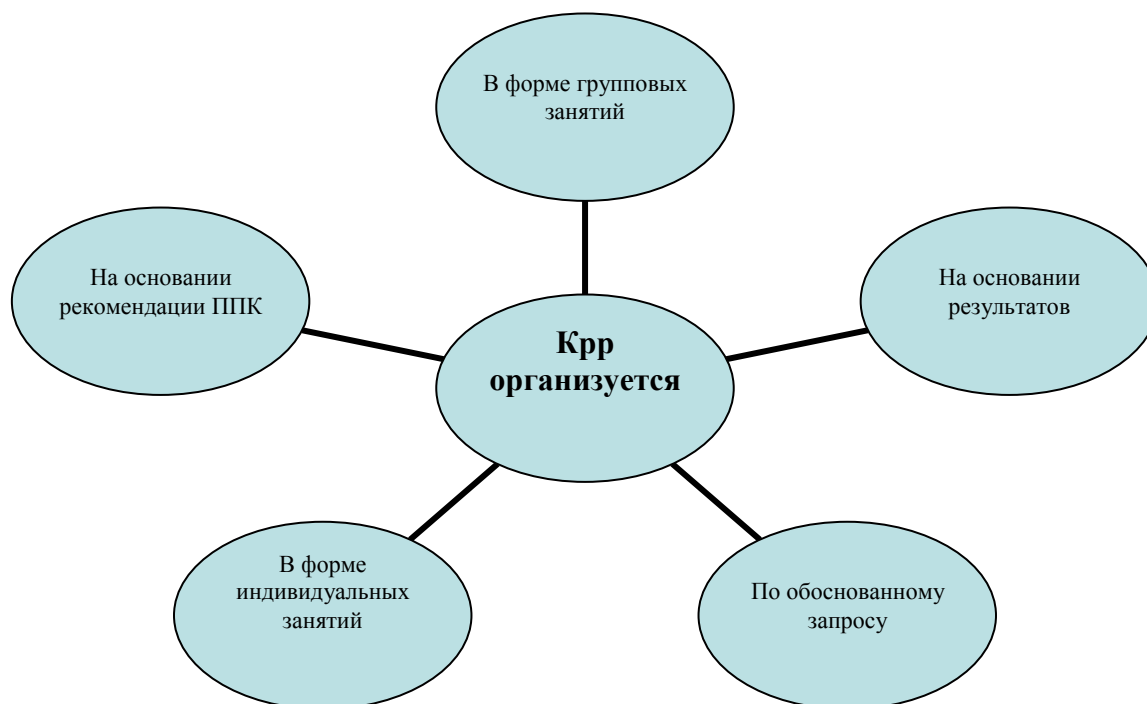 В форме групповых
занятий
На основании
рекомендации ППК
На основании
результатов
Крр
организуется
В форме
индивидуальных
занятий
По обоснованному
запросу